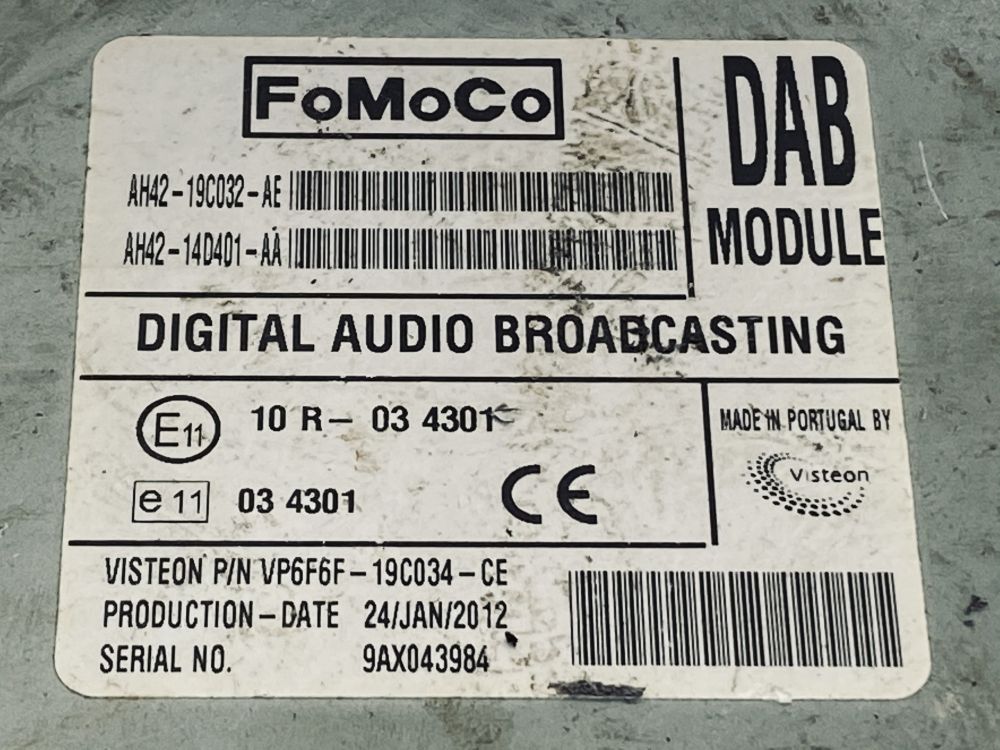 FoMoCo
AH42-19C032-AE
AH42-14D401-AA
DAB
MODULE
DIGITAL AUDIO BROADCASTING
E11 10 R- 03 4301
e 11 03 4301
CE
MADE IN PORTUGAL BY
Visteon
VISTEON P/N VP6F6F-19C034-CE
PRODUCTION-DATE 24/JAN/2012
SERIAL NO. 9AX043984